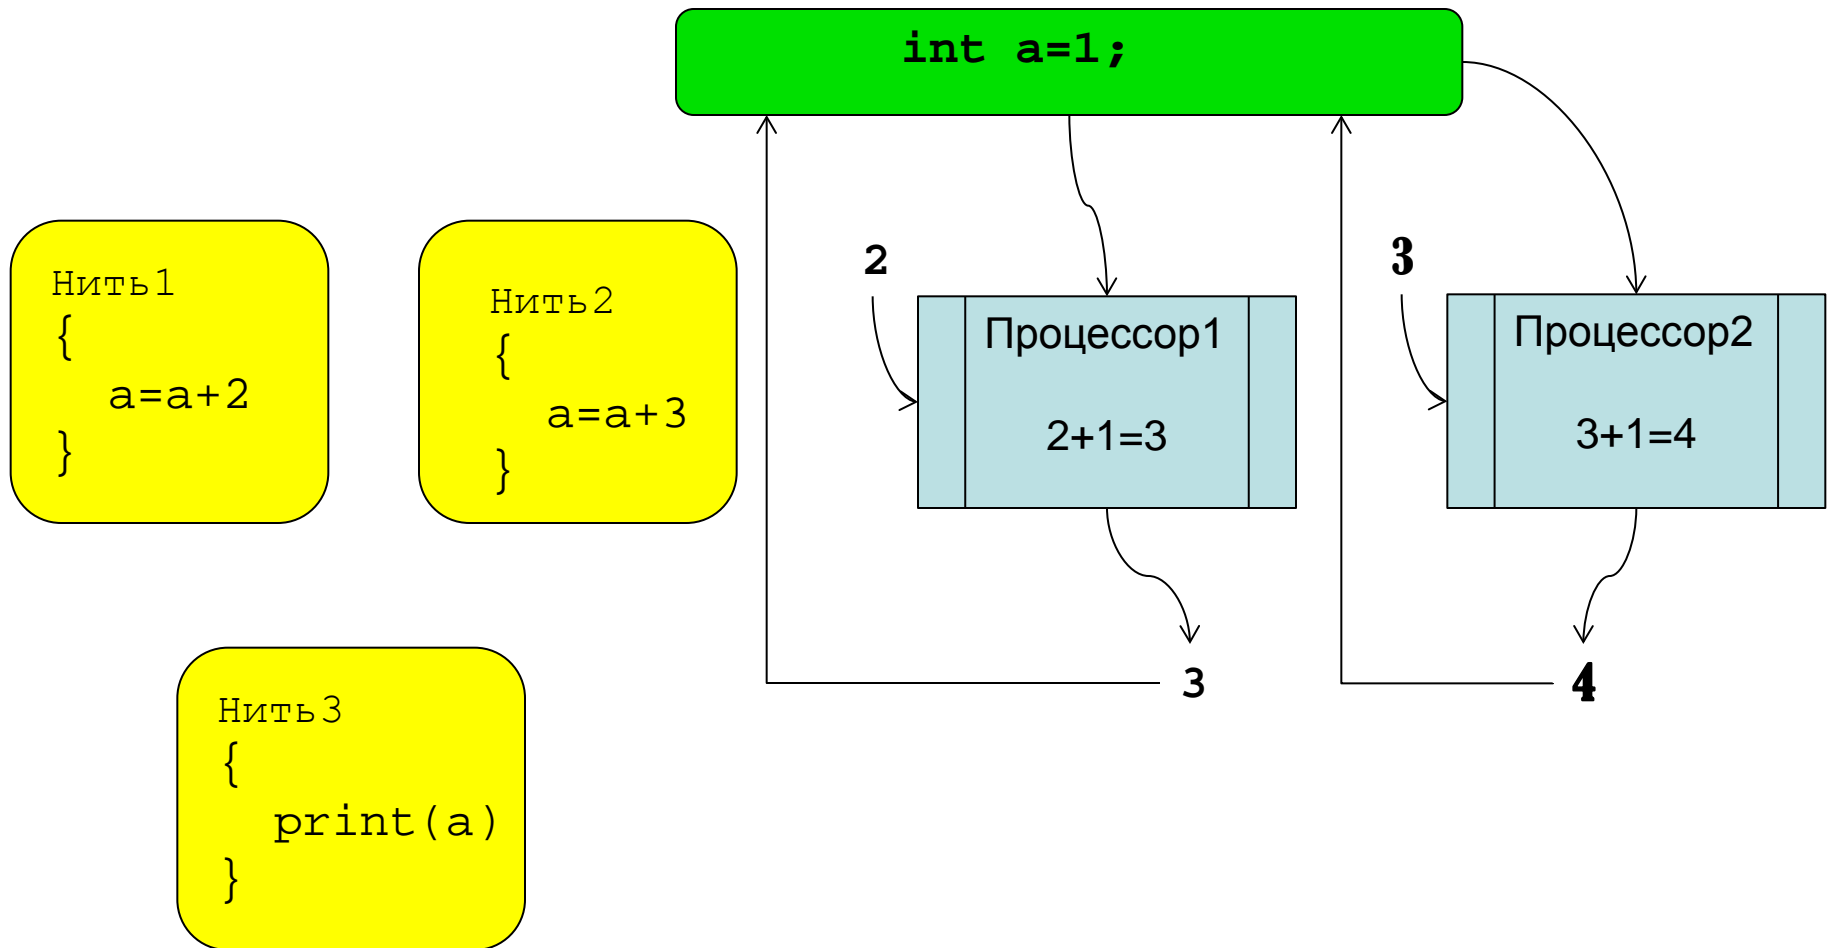 int a=1;
Нить1
{
a=a+2
}
Нить2
{
a=a+3
}
Нить3
{
print(a)
}
2
Процессор1
2+1=3
3
3
Процессор2
3+1=4
4